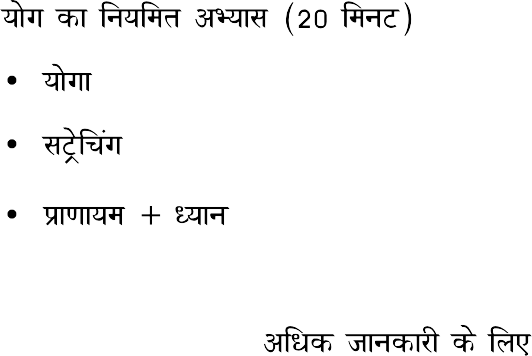 योग का नियमित अभ्यास (20 मिनट)
• योगा
• सट्रेचिंग
• प्राणायम + ध्यान
अधिक जानकारी के लिए